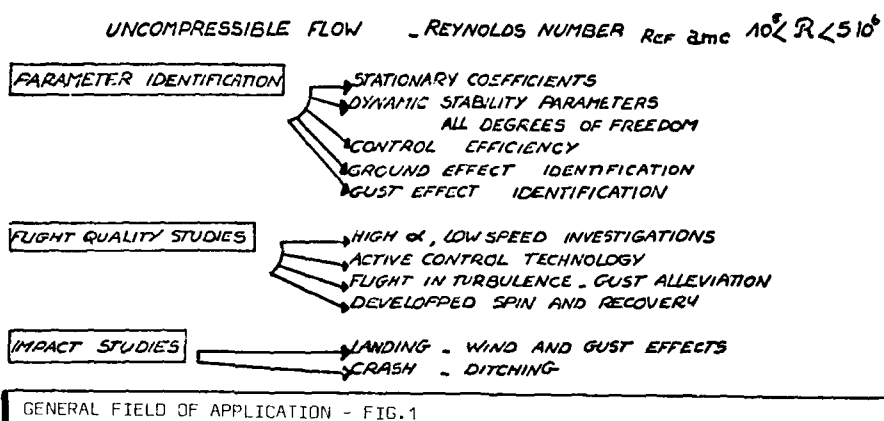 UNCOMPRESSIBLE FLOW _ REYNOLDS NUMBER REF amc 10⁵< R <5 10⁶
PARAMETER IDENTIFICATION
STATIONARY COEFFICIENTS
DYNAMIC STABILITY PARAMETERS
ALL DEGREES OF FREEDOM
CONTROL EFFICIENCY
GROUND EFFECT IDENTIFICATION
GUST EFFECT IDENTIFICATION
FLIGHT QUALITY STUDIES
HIGH α, LOW SPEED INVESTIGATIONS
ACTIVE CONTROL TECHNOLOGY
FLIGHT IN TURBULENCE _ GUST ALLEVIATION
DEVELOPPED SPIN AND RECOVERY
IMPACT STUDIES
LANDING _ WIND AND GUST EFFECTS
CRASH _ DITCHING
GENERAL FIELD OF APPLICATION - FIG.1